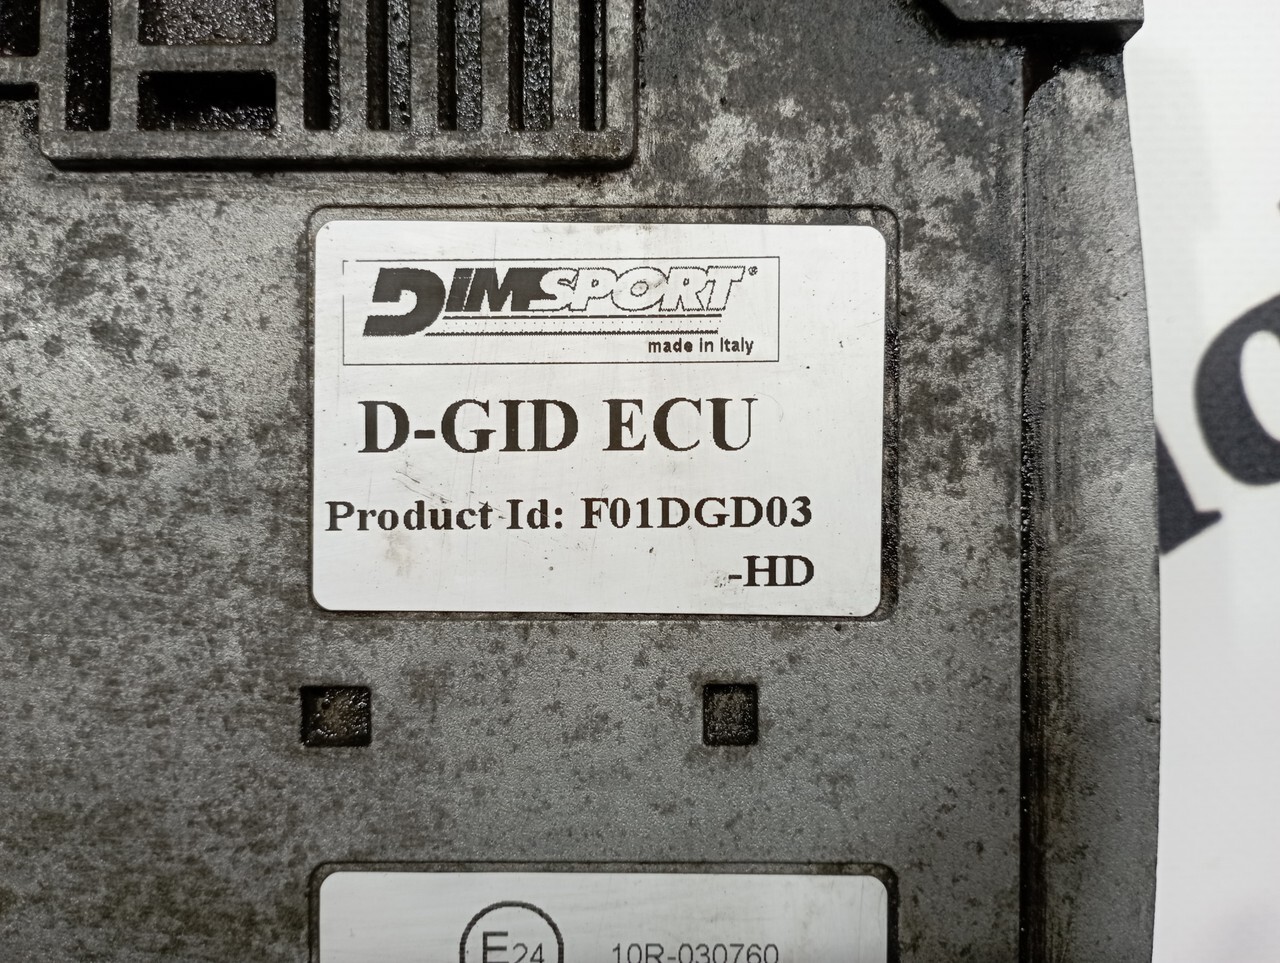 DIMSPORT®
made in Italy
D-GID ECU
Product Id: F01DGD03
-HD
E24 10R-030760